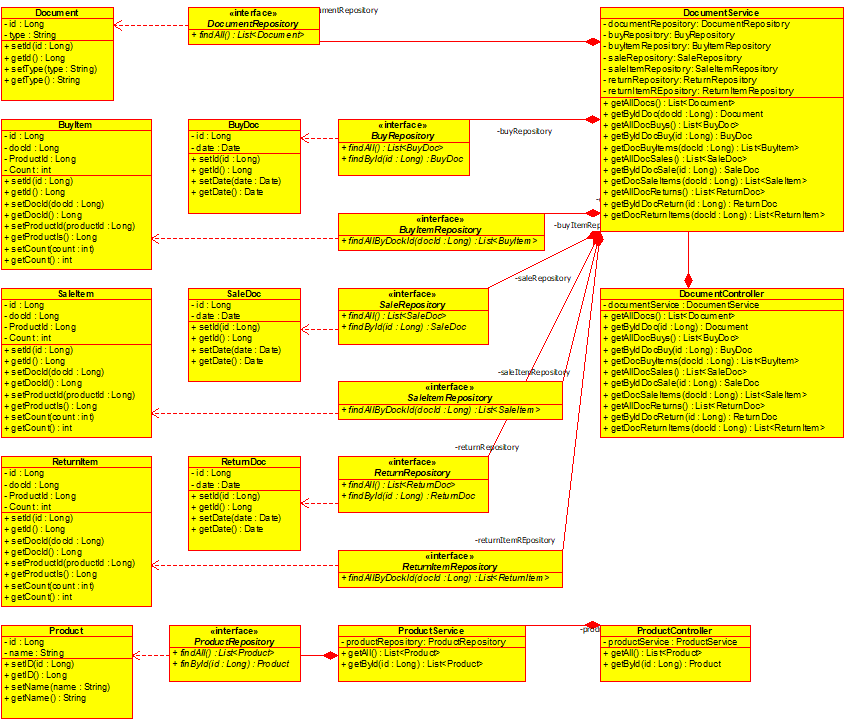 Document
- id : Long
- type : String
+ setId(id : Long)
+ getId() : Long
+ setType(type : String)
+ getType() : String
«interface»
DocumentRepository
+ findAll() : List<Document>
mentRepository
DocumentService
- documentRepository: DocumentRepository
- buyRepository: BuyRepository
- buyItemRepository: BuyItemRepository
- saleRepository: SaleRepository
- saleItemRepository: SaleItemRepository
- returnRepository: ReturnRepository
- returnItemREpository: ReturnItemRepository
+ getAllDocs() : List<Document>
+ getByIdDoc(docId : Long) : Document
+ getAllDocBuys() : List<BuyDoc>
+ getByIdDocBuy(id : Long) : BuyDoc
+ getDocBuyItems(docId : Long) : List<BuyItem>
+ getAllDocSales() : List<SaleDoc>
+ getByIdDocSale(id : Long) : SaleDoc
+ getDocSaleItems(docId : Long) : List<SaleItem>
+ getAllDocReturns() : List<ReturnDoc>
+ getByIdDocReturn(id : Long) : ReturnDoc
+ getDocReturnItems(docId : Long) : List<ReturnItem>
BuyItem
- id : Long
- docId : Long
- ProductId : Long
- Count : int
+ setId(id : Long)
+ getId() : Long
+ setDocId(docId : Long)
+ getDocId() : Long
+ setProductId(productId : Long)
+ getProductIs() : Long
+ setCount(count : int)
+ getCount() : int
BuyDoc
- id : Long
- date : Date
+ setId(id : Long)
+ getId() : Long
+ setDate(date : Date)
+ getDate() : Date
«interface»
BuyRepository
+ findAll() : List<BuyDoc>
+ findById(id : Long) : BuyDoc
-buyRepository
«interface»
BuyItemRepository
+ findAllByDockId(docId : Long) : List<BuyItem>
-buyItemRep
SaleItem
- id : Long
- docId : Long
- ProductId : Long
- Count : int
+ setId(id : Long)
+ getId() : Long
+ setDocId(docId : Long)
+ getDocId() : Long
+ setProductId(productId : Long)
+ getProductIs() : Long
+ setCount(count : int)
+ getCount() : int
SaleDoc
- id : Long
- date : Date
+ setId(id : Long)
+ getId() : Long
+ setDate(date : Date)
+ getDate() : Date
«interface»
SaleRepository
+ findAll() : List<SaleDoc>
+ findById(id : Long) : SaleDoc
-saleRepository
DocumentController
- documentService : DocumentService
+ getAllDocs() : List<Document>
+ getByIdDoc(id : Long) : Document
+ getAllDocBuys() : List<BuyDoc>
+ getByIdDocBuy(id : Long) : BuyDoc
+ getDocBuyItems(docId : Long) : List<BuyItem>
+ getAllDocSales() : List<SaleDoc>
+ getByIdDocSale(id : Long) : SaleDoc
+ getDocSaleItems(docId : Long) : List<SaleItem>
+ getAllDocReturns() : List<ReturnDoc>
+ getByIdDocReturn(id : Long) : ReturnDoc
+ getDocReturnItems(docId : Long) : List<ReturnItem>
«interface»
SaleItemRepository
+ findAllByDockId(docId : Long) : List<SaleItem>
-saleItemRepository
ReturnItem
- id : Long
- docId : Long
- ProductId : Long
- Count : int
+ setId(id : Long)
+ getId() : Long
+ setDocId(docId : Long)
+ getDocId() : Long
+ setProductId(productId : Long)
+ getProductIs() : Long
+ setCount(count : int)
+ getCount() : int
ReturnDoc
- id : Long
- date : Date
+ setId(id : Long)
+ getId() : Long
+ setDate(date : Date)
+ getDate() : Date
«interface»
ReturnRepository
+ findAll() : List<ReturnDoc>
+ findById(id : Long) : ReturnDoc
-returnRepository
«interface»
ReturnItemRepository
+ findAllByDockId(docId : Long) : List<ReturnItem>
-returnItemREpository
Product
- id : Long
- name : String
+ setID(id : Long)
+ getID() : Long
+ setName(name : String)
+ getName() : String
«interface»
ProductRepository
+ findAll() : List<Product>
+ finById(id : Long) : Product
ProductService
- productRepository: ProductRepository
+ getAll() : List<Product>
+ getById(id : Long) : List<Product>
-prod
ProductController
- productService : ProductService
+ getAll() : List<Product>
+ getById(id : Long) : Product